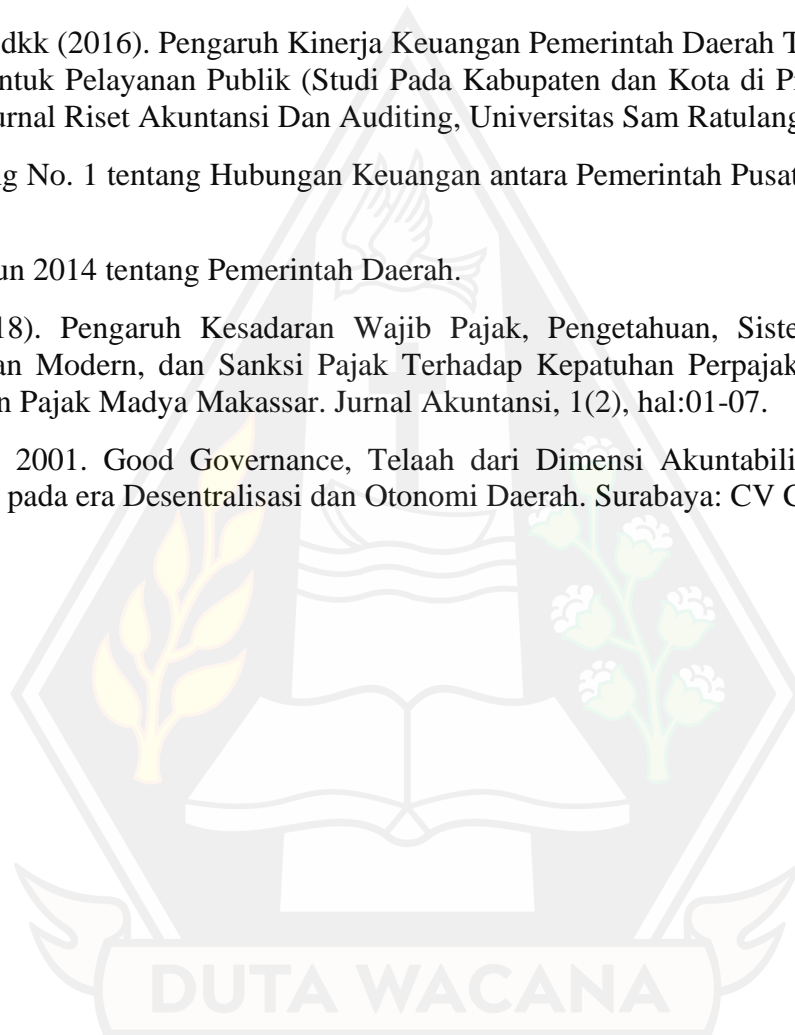 dkk (2016). Pengaruh Kinerja Keuangan Pemerintah Daerah T
ntuk Pelayanan Publik (Studi Pada Kabupaten dan Kota di P
urnal Riset Akuntansi Dan Auditing, Universitas Sam Ratulang
g No. 1 tentang Hubungan Keuangan antara Pemerintah Pusat
un 2014 tentang Pemerintah Daerah.
18). Pengaruh Kesadaran Wajib Pajak, Pengetahuan, Siste
an Modern, dan Sanksi Pajak Terhadap Kepatuhan Perpajak
n Pajak Madya Makassar. Jurnal Akuntansi, 1(2), hal:01-07.
2001. Good Governance, Telaah dari Dimensi Akuntabili
pada era Desentralisasi dan Otonomi Daerah. Surabaya: CV C
DUTA WACANA